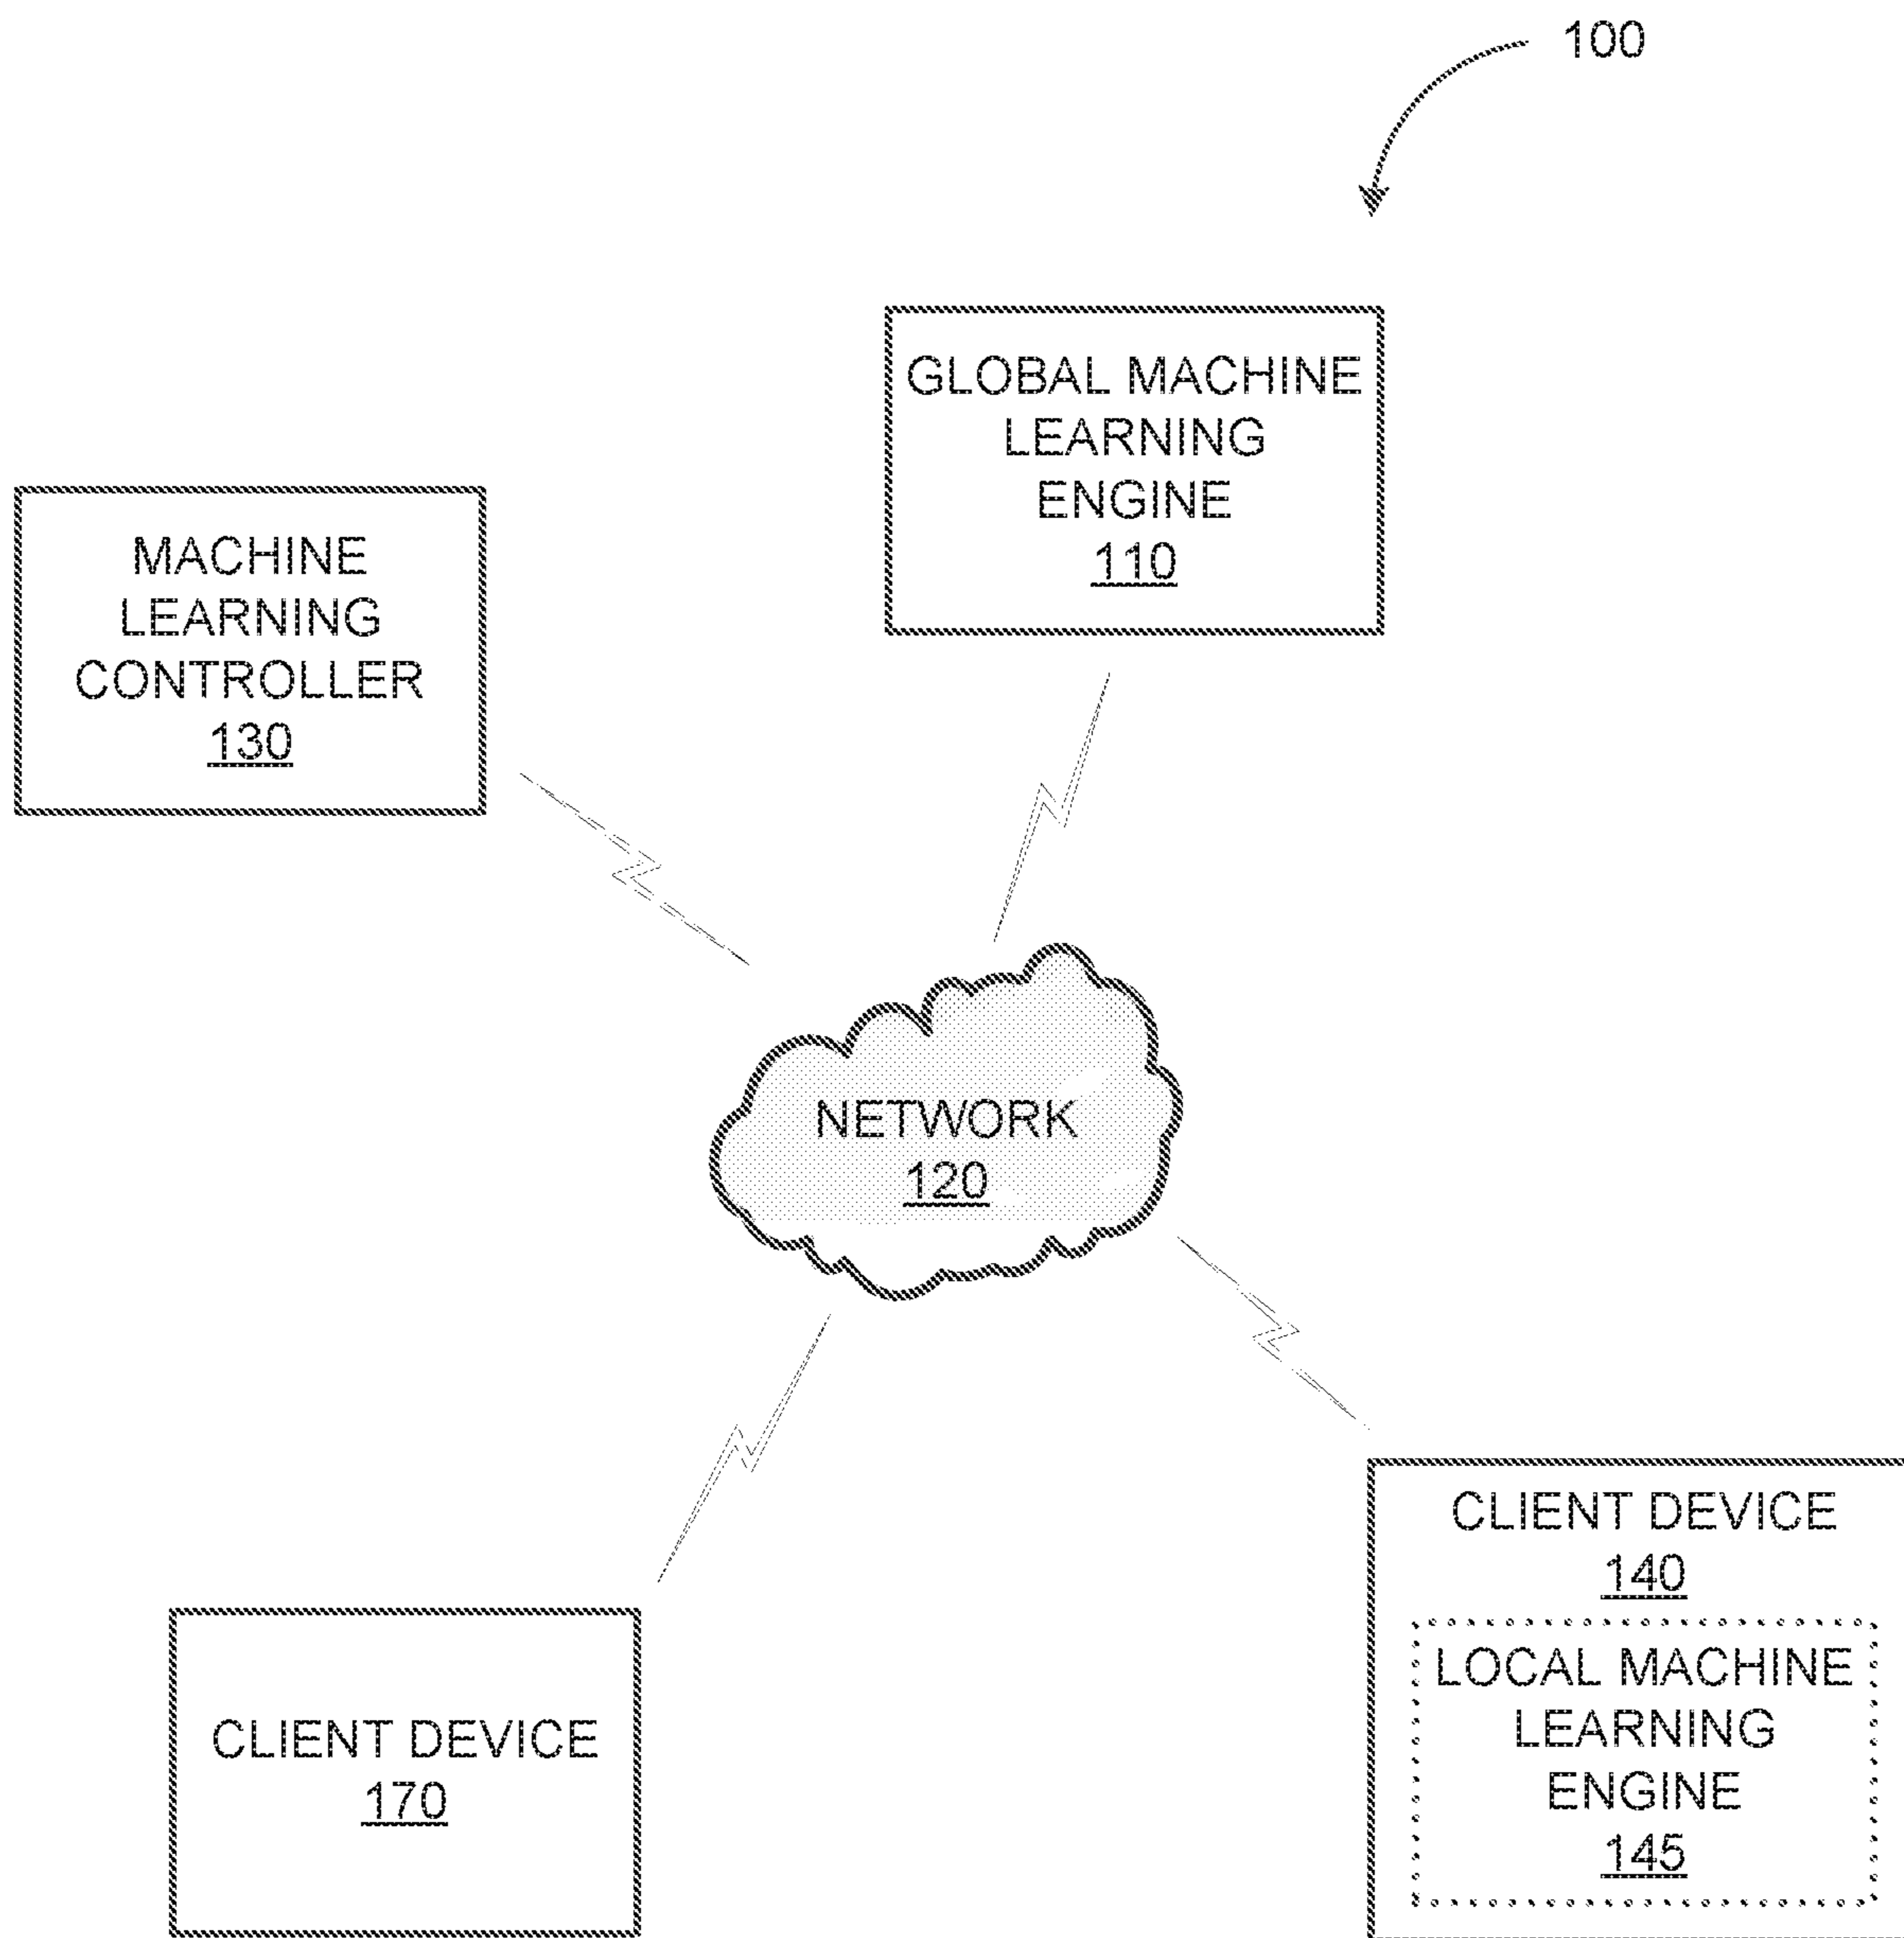 100
GLOBAL MACHINE
LEARNING
ENGINE
110
MACHINE
LEARNING
CONTROLLER
130
NETWORK
120
CLIENT DEVICE
140
LOCAL MACHINE
LEARNING
ENGINE
145
CLIENT DEVICE
170